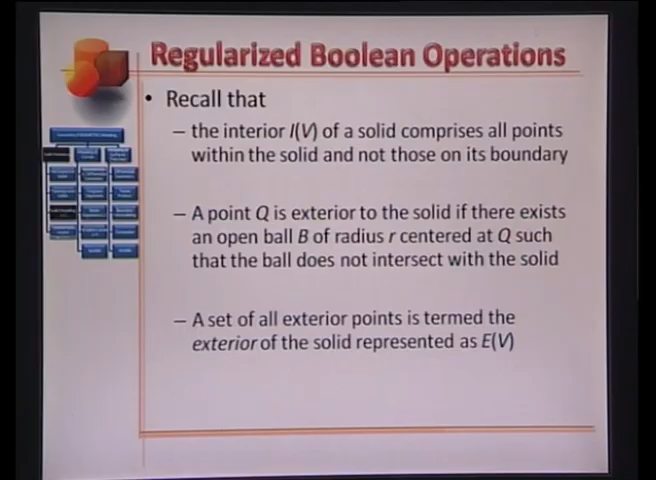 Regularized Boolean Operations
• Recall that
– the interior I(V) of a solid comprises all points
within the solid and not those on its boundary
– A point Q is exterior to the solid if there exists
an open ball B of radius r centered at Q such
that the ball does not intersect with the solid
– A set of all exterior points is termed the
exterior of the solid represented as E(V)